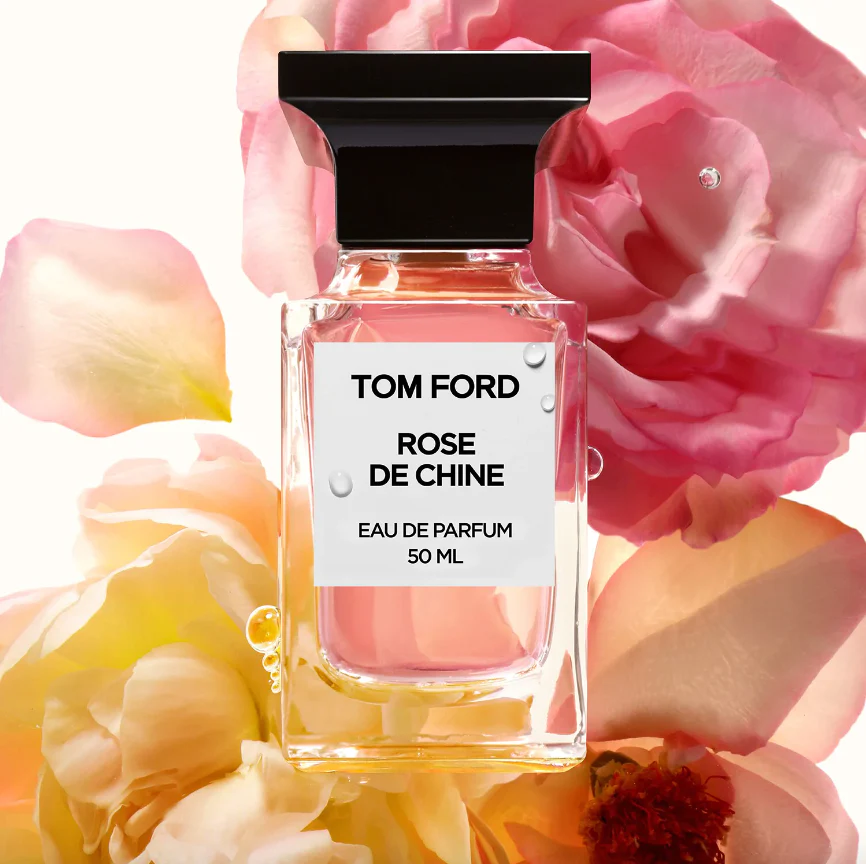 TOM FORD
ROSE
DE CHINE
EAU DE PARFUM
50 ML